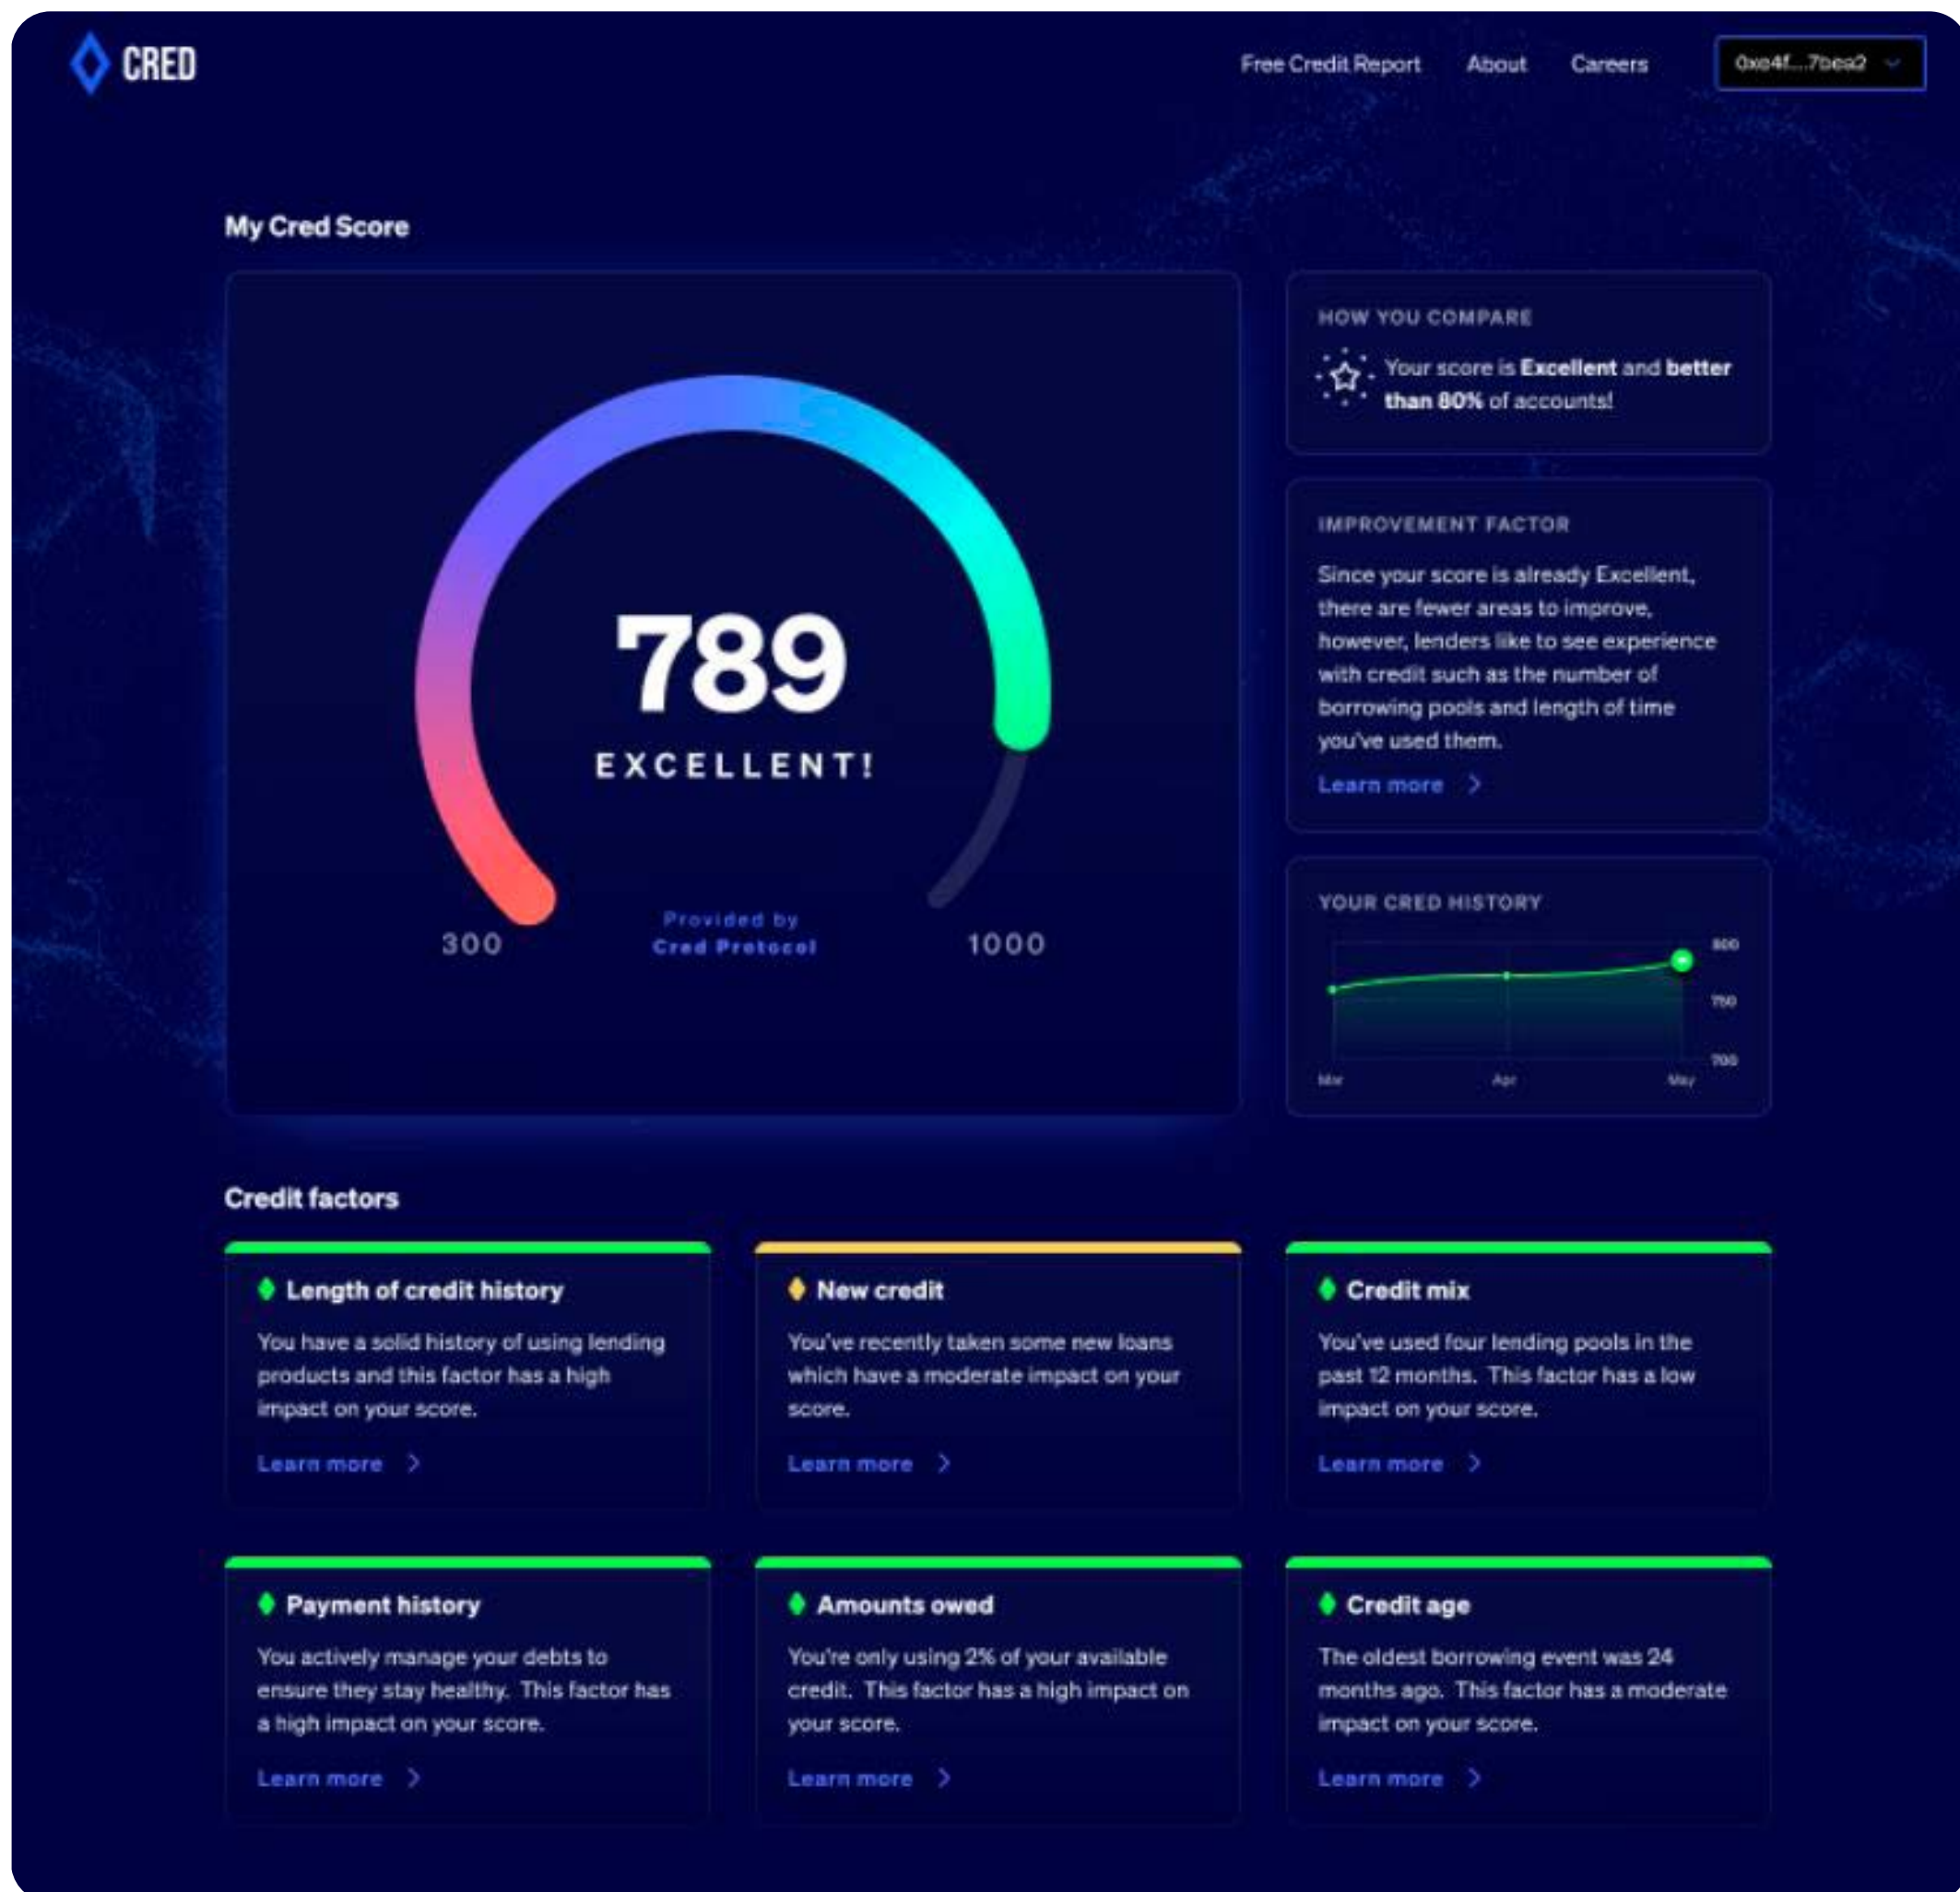 CRED
Free Credit Report
About
Careers
0xe4f...7bea2
My Cred Score
789
EXCELLENT!
300
Provided by
Cred Protocol
1000
HOW YOU COMPARE
Your score is Excellent and better
than 80% of accounts!
IMPROVEMENT FACTOR
Since your score is already Excellent,
there are fewer areas to improve,
however, lenders like to see experience
with credit such as the number of
borrowing pools and length of time
you've used them.
Learn more
YOUR CRED HISTORY
800
750
700
Mar
Apr
May
Credit factors
Length of credit history
You have a solid history of using lending
products and this factor has a high
impact on your score.
Learn more
New credit
You've recently taken some new loans
which have a moderate impact on your
score.
Learn more
Credit mix
You've used four lending pools in the
past 12 months. This factor has a low
impact on your score.
Learn more
Payment history
You actively manage your debts to
ensure they stay healthy. This factor has
a high impact on your score.
Learn more
Amounts owed
You're only using 2% of your available
credit. This factor has a high impact on
your score.
Learn more
Credit age
The oldest borrowing event was 24
months ago. This factor has a moderate
impact on your score.
Learn more